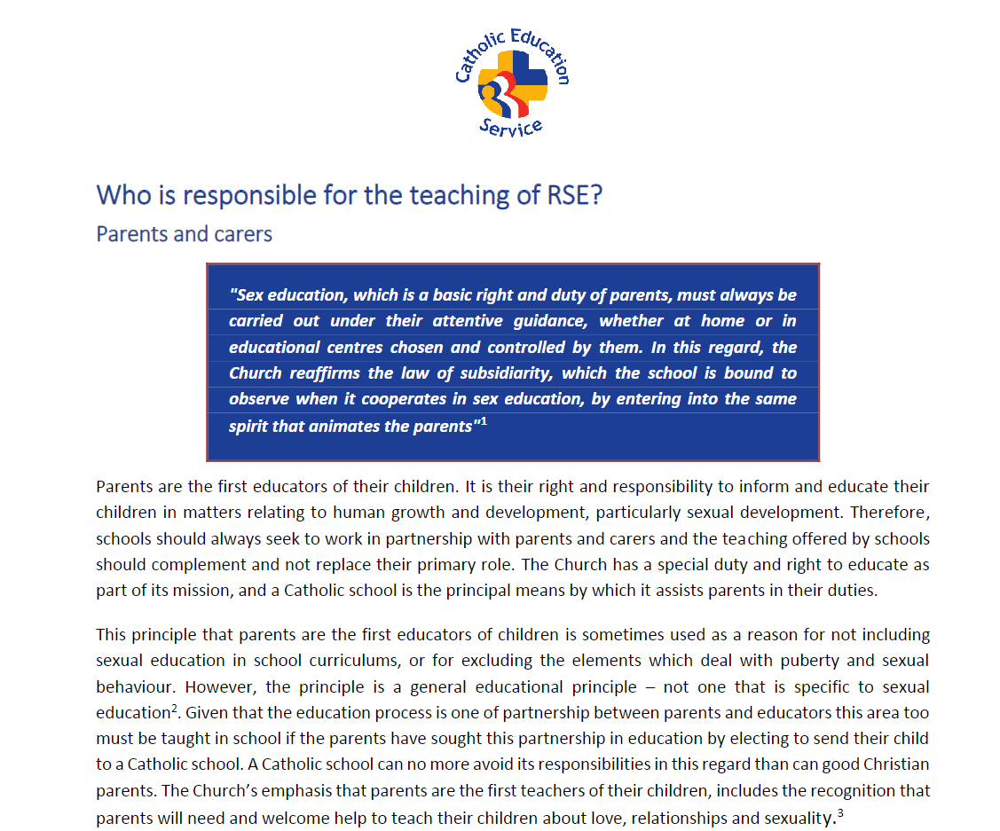 Catholic Education
Service
Who is responsible for the teaching of RSE?
Parents and carers
"Sex education, which is a basic right and duty of parents, must always be
carried out under their attentive guidance, whether at home or in
educational centres chosen and controlled by them. In this regard, the
Church reaffirms the law of subsidiarity, which the school is bound to
observe when it cooperates in sex education, by entering into the same
spirit that animates the parents"¹
Parents are the first educators of their children. It is their right and responsibility to inform and educate their
children in matters relating to human growth and development, particularly sexual development. Therefore,
schools should always seek to work in partnership with parents and carers and the teaching offered by schools
should complement and not replace their primary role. The Church has a special duty and right to educate as
part of its mission, and a Catholic school is the principal means by which it assists parents in their duties.
This principle that parents are the first educators of children is sometimes used as a reason for not including
sexual education in school curriculums, or for excluding the elements which deal with puberty and sexual
behaviour. However, the principle is a general educational principle – not one that is specific to sexual
education². Given that the education process is one of partnership between parents and educators this area too
must be taught in school if the parents have sought this partnership in education by electing to send their child
to a Catholic school. A Catholic school can no more avoid its responsibilities in this regard than can good Christian
parents. The Church’s emphasis that parents are the first teachers of their children, includes the recognition that
parents will need and welcome help to teach their children about love, relationships and sexuality.³